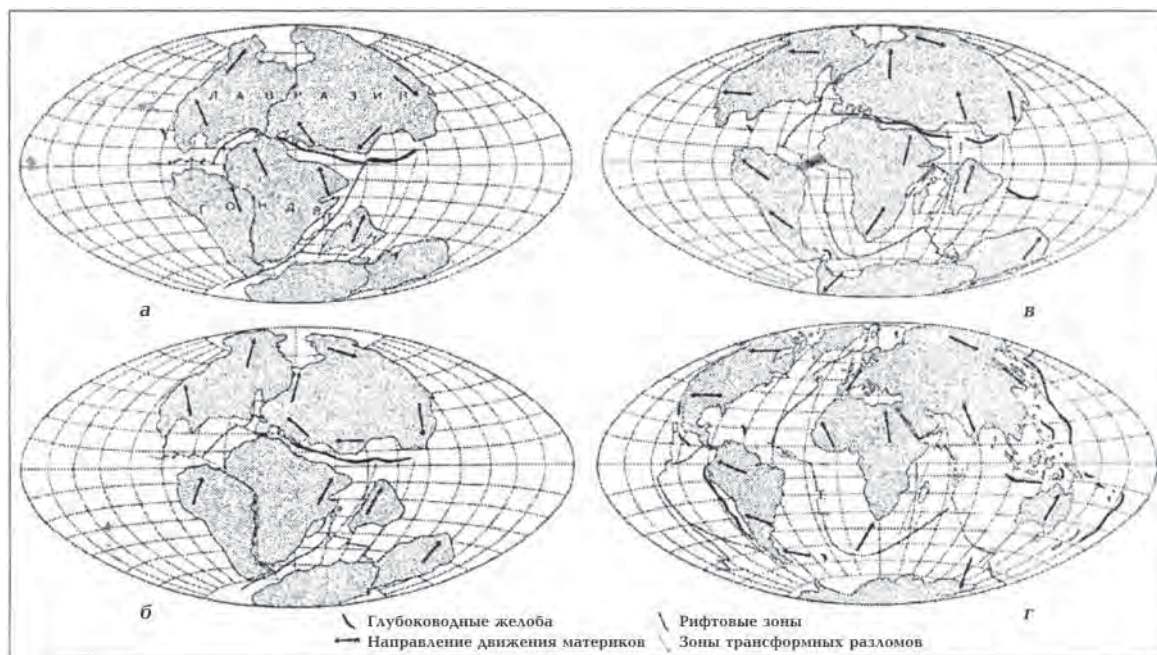 Л А В Р А З И Я
Г О Н Д В
а
в
б
г
Глубоководные желоба
Направление движения материков
Рифтовые зоны
Зоны трансформных разломов